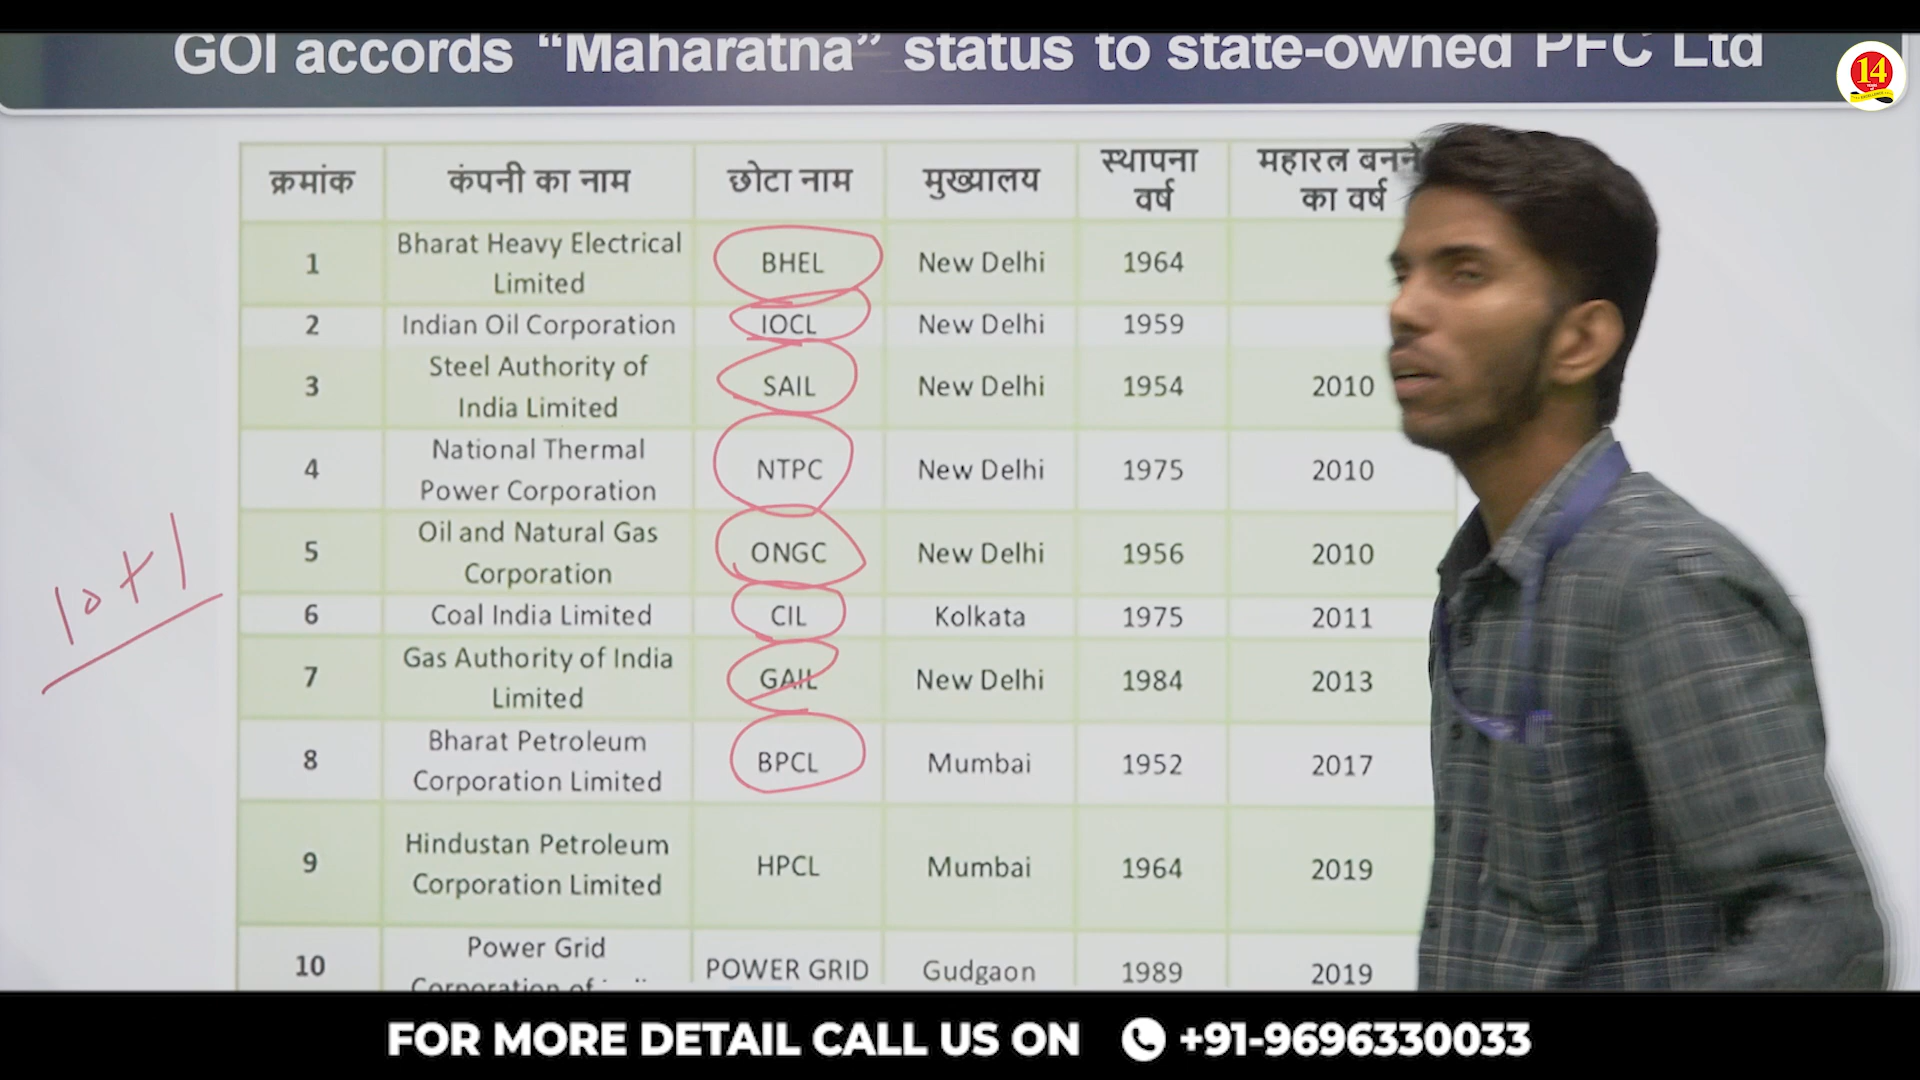 GOI accords “Maharatna” status to state-owned PFC Ltd
14
क्रमांक कंपनी का नाम छोटा नाम मुख्यालय स्थापना वर्ष महारत्न बनने का वर्ष
1 Bharat Heavy Electrical Limited BHEL New Delhi 1964
2 Indian Oil Corporation IOCL New Delhi 1959
3 Steel Authority of India Limited SAIL New Delhi 1954 2010
4 National Thermal Power Corporation NTPC New Delhi 1975 2010
5 Oil and Natural Gas Corporation ONGC New Delhi 1956 2010
10+1
6 Coal India Limited CIL Kolkata 1975 2011
7 Gas Authority of India Limited GAIL New Delhi 1984 2013
8 Bharat Petroleum Corporation Limited BPCL Mumbai 1952 2017
9 Hindustan Petroleum Corporation Limited HPCL Mumbai 1964 2019
10 Power Grid Corporation of POWER GRID Gudgaon 1989 2019
FOR MORE DETAIL CALL US ON +91-9696330033